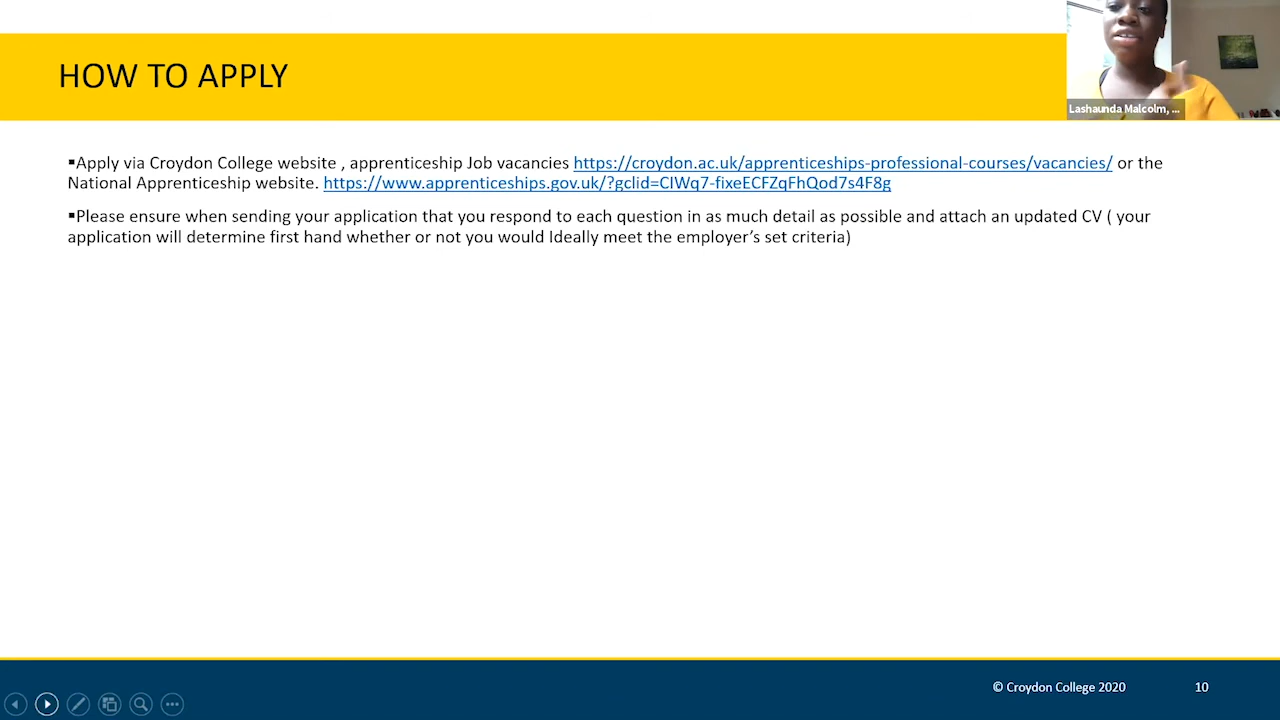 HOW TO APPLY
Lashaunda Malcolm, ...
▪Apply via Croydon College website , apprenticeship Job vacancies https://croydon.ac.uk/apprenticeships-professional-courses/vacancies/ or the
National Apprenticeship website. https://www.apprenticeships.gov.uk/?gclid=CIWq7-fixeECFZqFhQod7s4F8g
▪Please ensure when sending your application that you respond to each question in as much detail as possible and attach an updated CV ( your
application will determine first hand whether or not you would Ideally meet the employer’s set criteria)
© Croydon College 2020
10